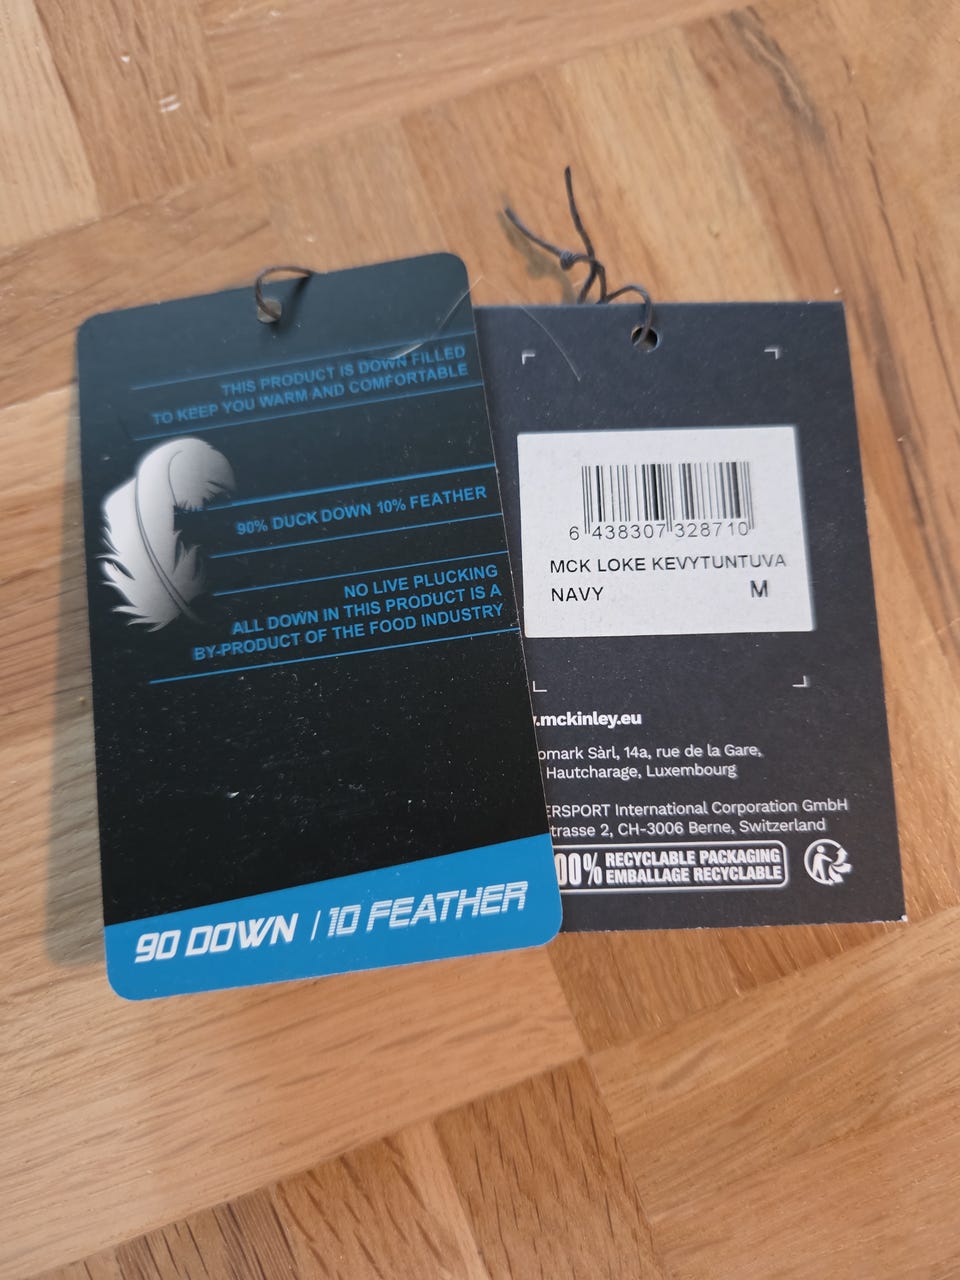 THIS PRODUCT IS DOWN FILLED
TO KEEP YOU WARM AND COMFORTABLE
90% DUCK DOWN 10% FEATHER
NO LIVE PLUCKING
ALL DOWN IN THIS PRODUCT IS A
BY-PRODUCT OF THE FOOD INDUSTRY
90 DOWN / 10 FEATHER
6 438307 328710
MCK LOKE KEVYTUNTUVA
NAVY M
.mckinley.eu
omark Sàrl, 14a, rue de la Gare,
Hautcharage, Luxembourg
ERSPORT International Corporation GmbH
trasse 2, CH-3006 Berne, Switzerland
00% RECYCLABLE PACKAGING
EMBALLAGE RECYCLABLE